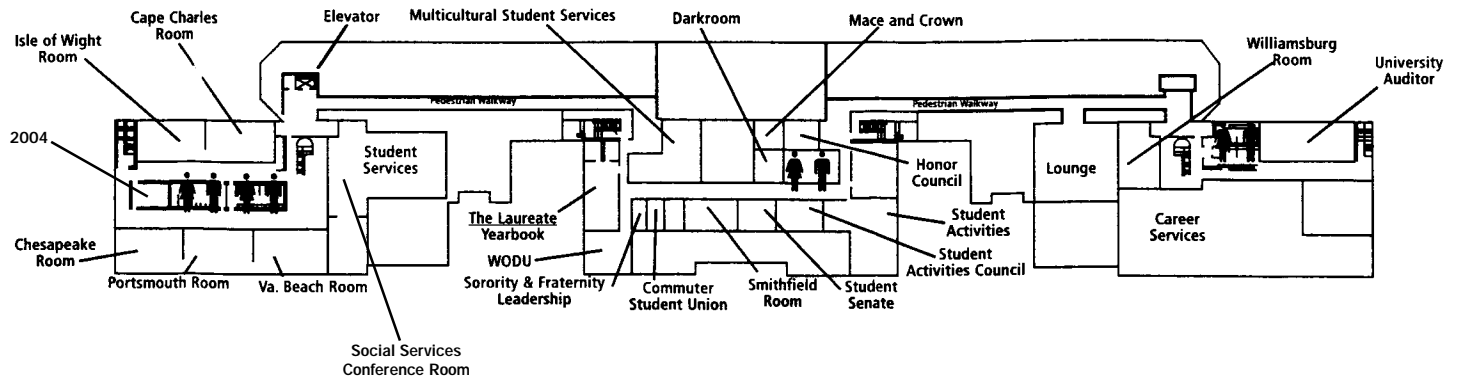 Cape Charles
Room
Elevator
Multicultural Student Services
Darkroom
Mace and Crown
Isle of Wight
Room
Williamsburg
Room
University
Auditor
Pedestrian Walkway
Pedestrian Walkway
2004
Student
Services
Honor
Council
Lounge
The Laureate
Yearbook
Student
Activities
Career
Services
Chesapeake
Room
WODU
Student
Activities Council
Portsmouth Room
Va. Beach Room
Sorority & Fraternity
Leadership
Commuter
Student Union
Smithfield
Room
Student
Senate
Social Services
Conference Room